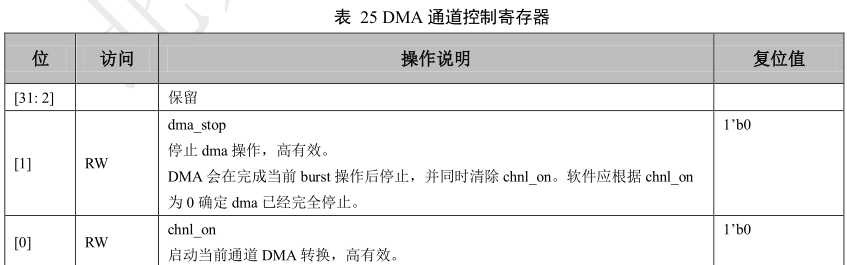 表 25 DMA 通道控制寄存器
位 访问 操作说明 复位值
[31: 2] 保留
dma_stop 1’b0
停止 dma 操作，高有效。
[1] RW
DMA 会在完成当前 burst 操作后停止，并同时清除 chnl_on。软件应根据 chnl_on
为 0 确定 dma 已经完全停止。
chnl_on 1’b0
[0] RW
启动当前通道 DMA 转换，高有效。